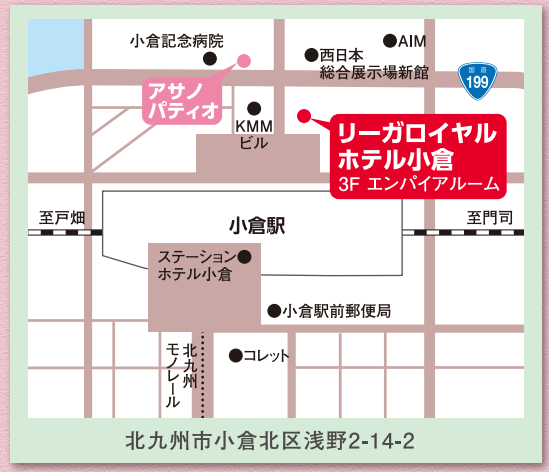 小倉記念病院
AIM
西日本
総合展示場新館
国道
199
アサノ
パティオ
KMM
ビル
リーガロイヤル
ホテル小倉
3F エンパイアルーム
至戸畑
小倉駅
至門司
ステーション
ホテル小倉
小倉駅前郵便局
北九州
モノレール
コレット
北九州市小倉北区浅野2-14-2